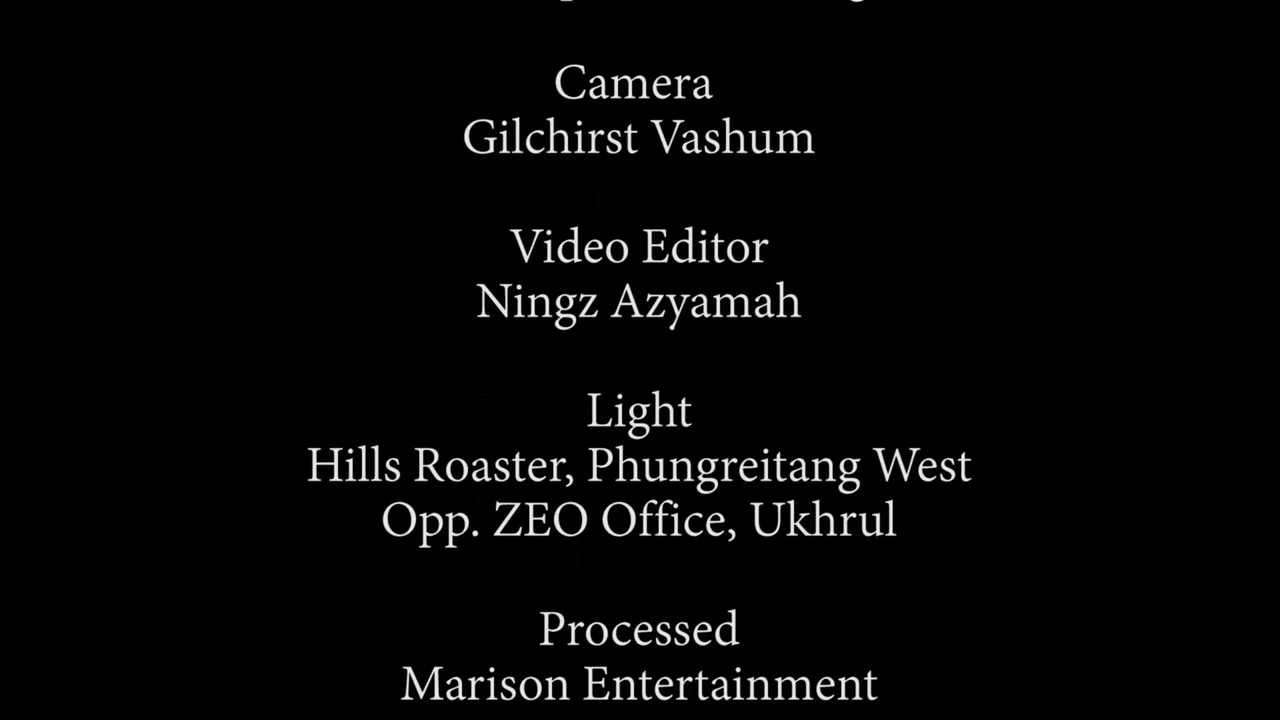 Camera
Gilchirst Vashum
Video Editor
Ningz Azyamah
Light
Hills Roaster, Phungreitang West
Opp. ZEO Office, Ukhrul
Processed
Marison Entertainment